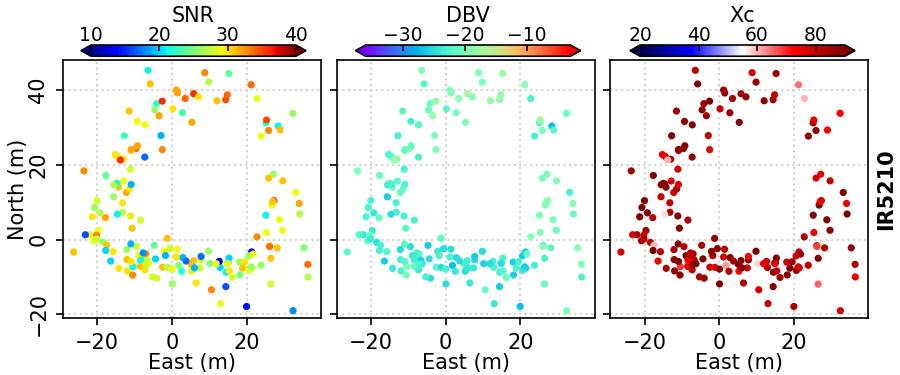 SNR
DBV
Xc
10 20 30 40
−30 −20 −10
20 40 60 80
North (m)
40
20
0
−20
−20 0 20
−20 0 20
−20 0 20
East (m)
East (m)
East (m)
IR5210